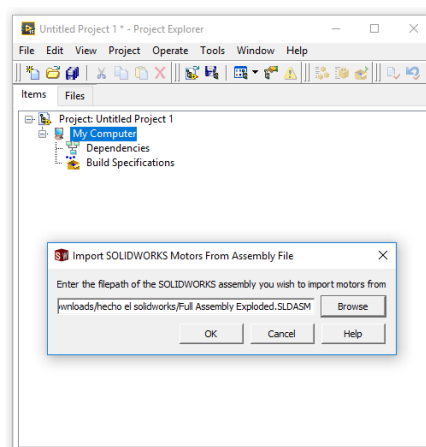 Untitled Project 1 * - Project Explorer
File Edit View Project Operate Tools Window Help
Items Files
Project: Untitled Project 1
My Computer
Dependencies
Build Specifications
Import SOLIDWORKS Motors From Assembly File
Enter the filepath of the SOLIDWORKS assembly you wish to import motors from
wnloads/hecho el solidworks/Full Assembly Exploded.SLDASM Browse
OK Cancel Help